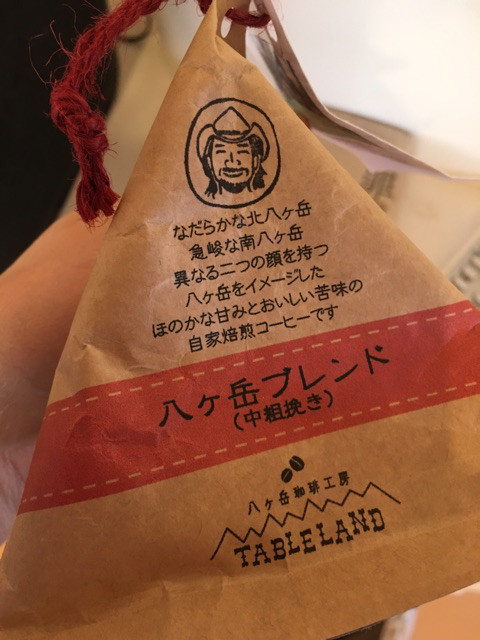 なだらかな北八ヶ岳
急峻な南八ヶ岳
異なる二つの顔を持つ
八ヶ岳をイメージした
ほのかな甘みとおいしい苦味の
自家焙煎コーヒーです
八ヶ岳ブレンド
(中粗挽き)
八ヶ岳珈琲工房
TABLELAND